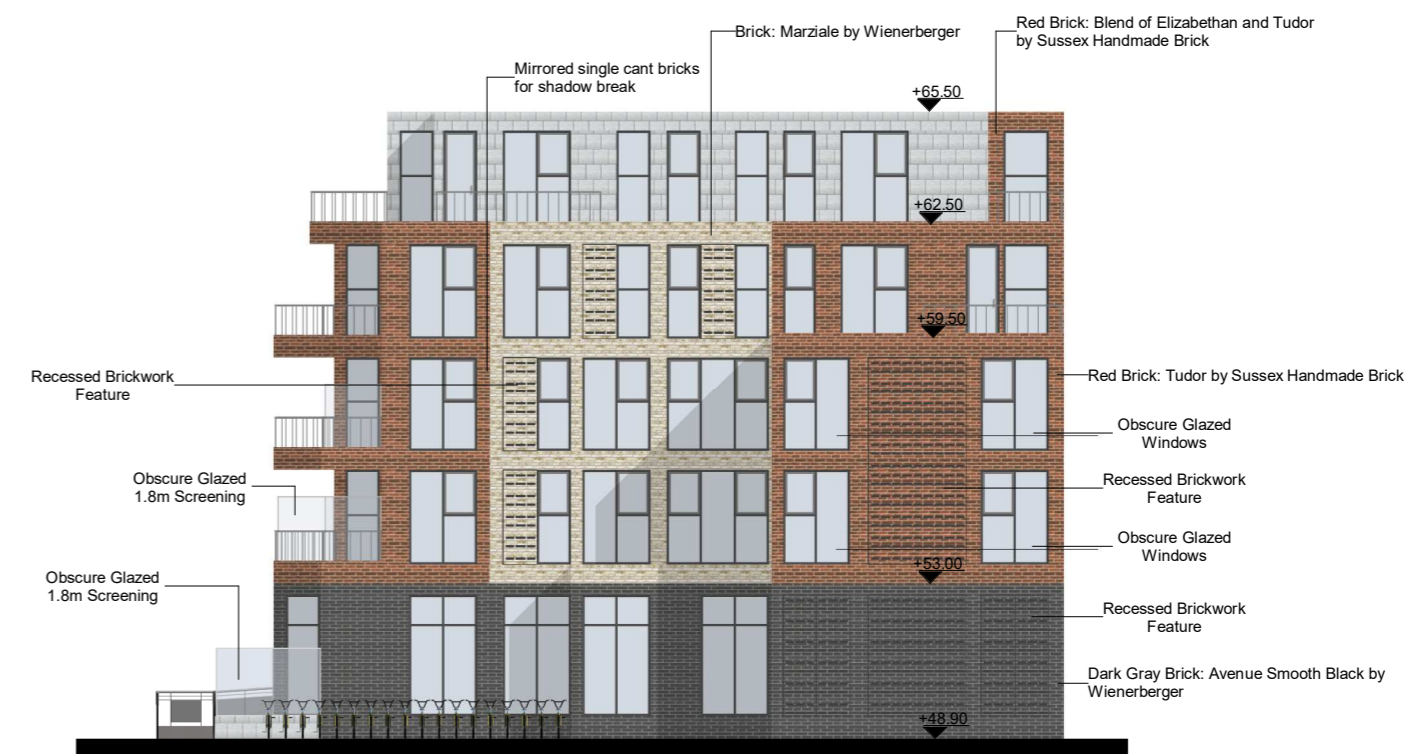 Brick: Marziale by Wienerberger
Red Brick: Blend of Elizabethan and Tudor
by Sussex Handmade Brick
Mirrored single cant bricks
for shadow break
+65.50
+62.50
+59.50
Recessed Brickwork
Feature
Red Brick: Tudor by Sussex Handmade Brick
Obscure Glazed
Windows
Obscure Glazed
1.8m Screening
Recessed Brickwork
Feature
Obscure Glazed
Windows
+53.00
Obscure Glazed
1.8m Screening
Recessed Brickwork
Feature
Dark Gray Brick: Avenue Smooth Black by
Wienerberger
+48.90